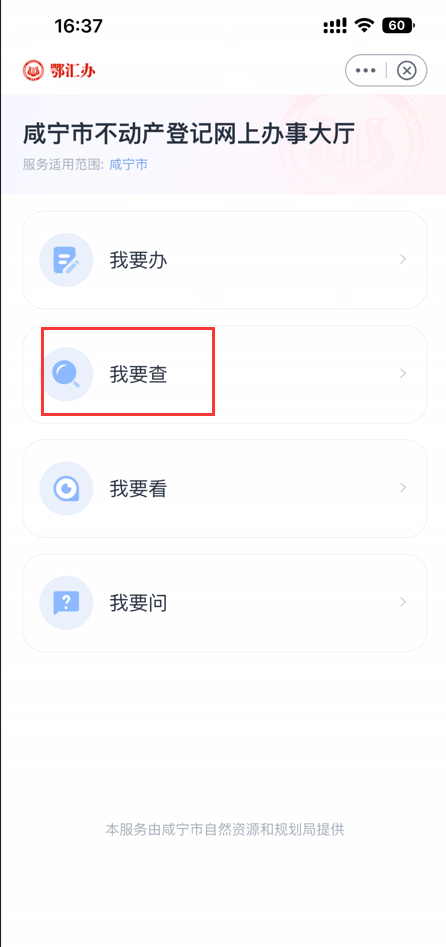 16:37
60
鄂汇办
咸宁市不动产登记网上办事大厅
服务适用范围: 咸宁市
我要办
我要查
我要看
我要问
本服务由咸宁市自然资源和规划局提供